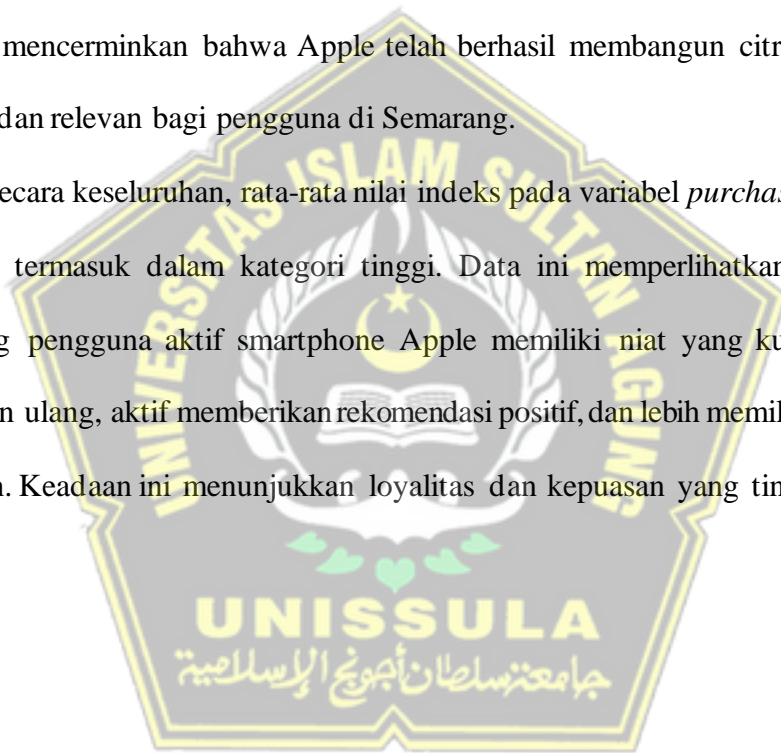 mencerminkan bahwa Apple telah berhasil membangun citr
dan relevan bagi pengguna di Semarang.
ecara keseluruhan, rata-rata nilai indeks pada variabel purchas
termasuk dalam kategori tinggi. Data ini memperlihatkan
g pengguna aktif smartphone Apple memiliki niat yang ku
n ulang, aktif memberikan rekomendasi positif, dan lebih memil
. Keadaan ini menunjukkan loyalitas dan kepuasan yang tin
UNIVERSITAS ISLAM SULTAN AGUNG
UNISSULA
جامعتنسلطان أجونج الإسلامية